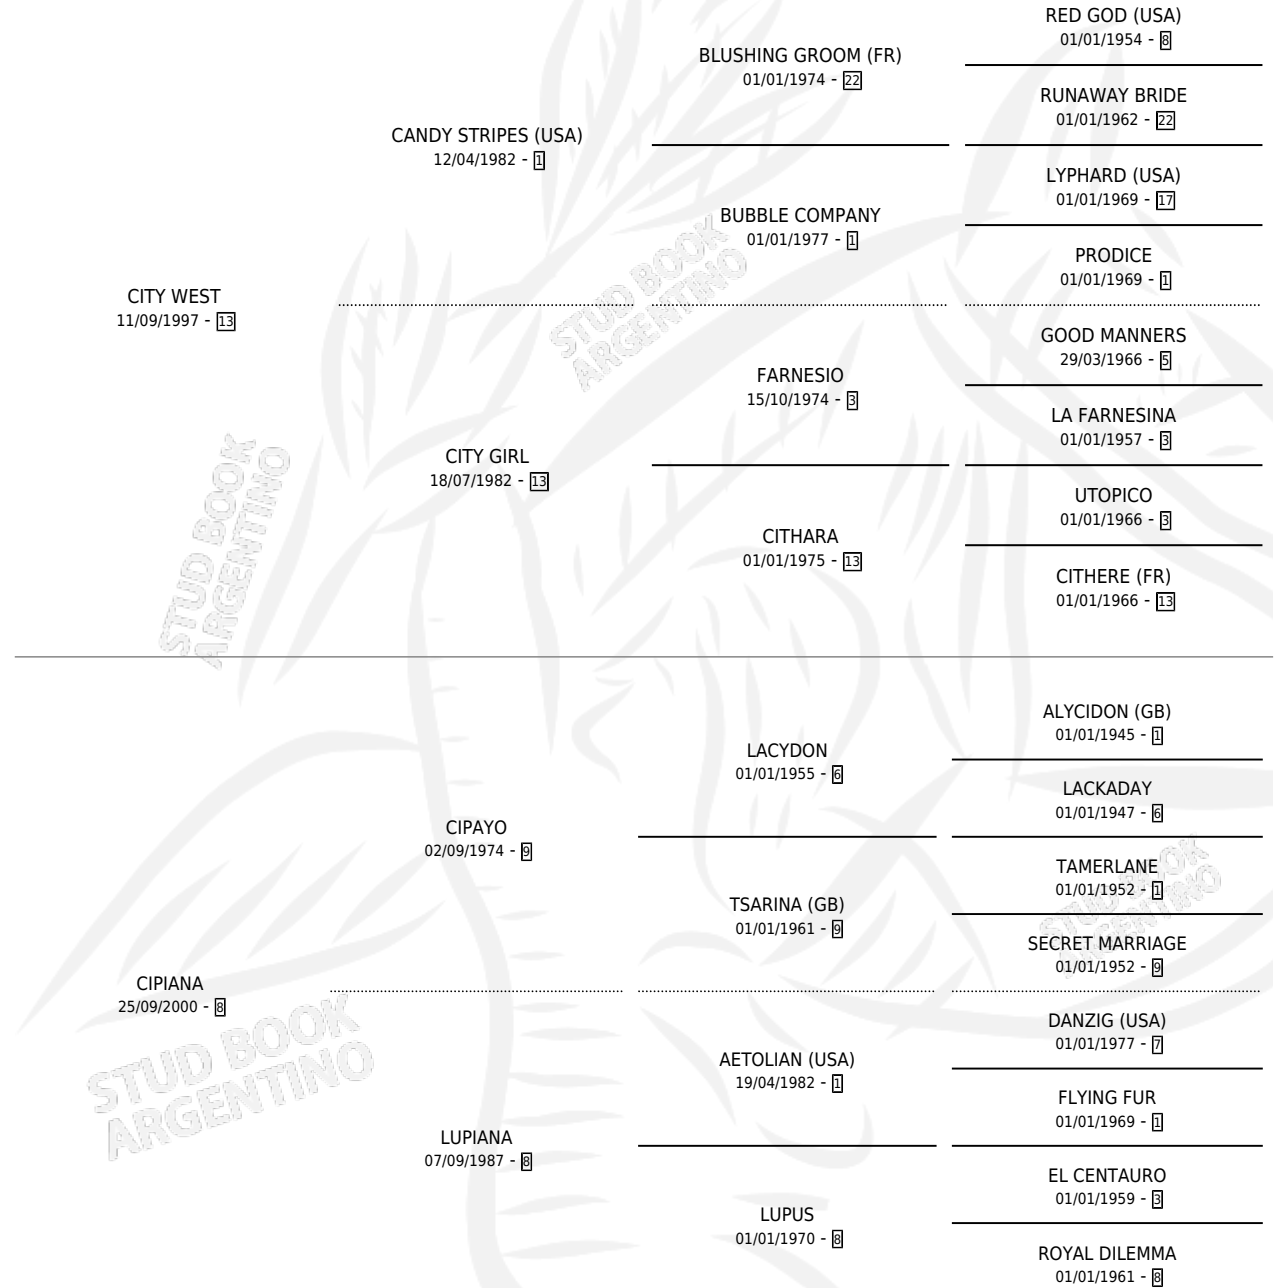 RED GOD (USA)
01/01/1954 - 8
BLUSHING GROOM (FR)
01/01/1974 - 22
RUNAWAY BRIDE
01/01/1962 - 22
CANDY STRIPES (USA)
12/04/1982 - 1
LYPHARD (USA)
01/01/1969 - 17
BUBBLE COMPANY
01/01/1977 - 1
PRODICE
01/01/1969 - 1
CITY WEST
11/09/1997 - 13
STUD BOOK
ARGENTINO
GOOD MANNERS
29/03/1966 - 5
FARNESIO
15/10/1974 - 3
LA FARNESINA
01/01/1957 - 3
CITY GIRL
18/07/1982 - 13
UTOPICO
01/01/1966 - 3
CITHARA
01/01/1975 - 13
CITHERE (FR)
01/01/1966 - 13
STUD BOOK
ARGENTINO
ALYCIDON (GB)
01/01/1945 - 1
LACYDON
01/01/1955 - 6
LACKADAY
01/01/1947 - 6
CIPAYO
02/09/1974 - 9
TAMERLANE
01/01/1952 - 1
TSARINA (GB)
01/01/1961 - 9
STUD BOOK
ARGENTINO
SECRET MARRIAGE
01/01/1952 - 9
CIPIANA
25/09/2000 - 8
DANZIG (USA)
01/01/1977 - 7
AETOLIAN (USA)
19/04/1982 - 1
STUD BOOK
ARGENTINO
FLYING FUR
01/01/1969 - 1
LUPIANA
07/09/1987 - 8
EL CENTAURO
01/01/1959 - 3
LUPUS
01/01/1970 - 8
ROYAL DILEMMA
01/01/1961 - 8